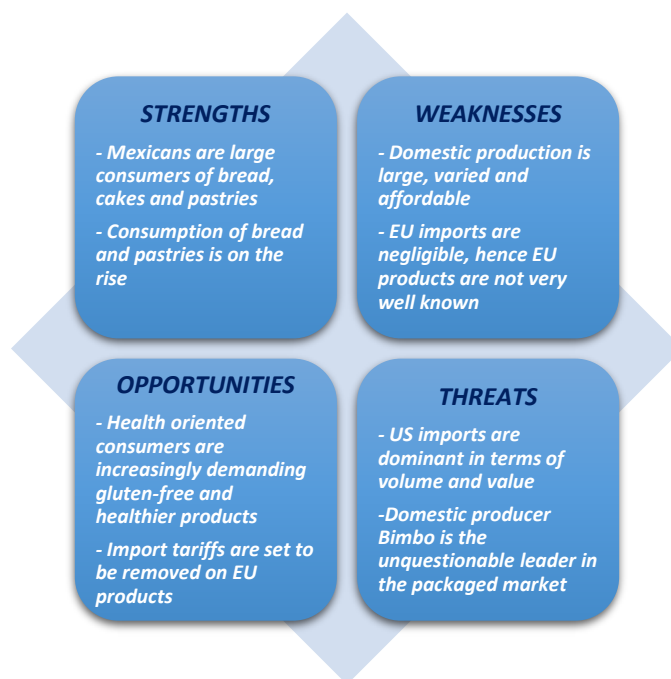 STRENGTHS
- Mexicans are large
consumers of bread,
cakes and pastries
- Consumption of bread
and pastries is on the
rise
WEAKNESSES
- Domestic production is
large, varied and
affordable
- EU imports are
negligible, hence EU
products are not very
well known
OPPORTUNITIES
- Health oriented
consumers are
increasingly demanding
gluten-free and
healthier products
- Import tariffs are set to
be removed on EU
products
THREATS
- US imports are
dominant in terms of
volume and value
-Domestic producer
Bimbo is the
unquestionable leader in
the packaged market